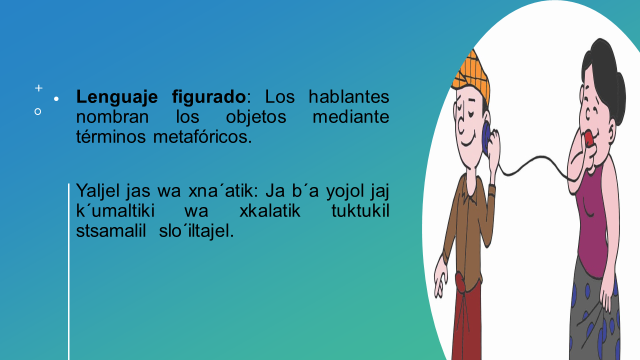 Lenguaje figurado: Los hablantes
nombran los objetos mediante
términos metafóricos.
Yaljel jas wa xna´atik: Ja b´a yojol jaj
k´umaltiki wa xkalatik tuktukil
stsamalil slo´iltajel.